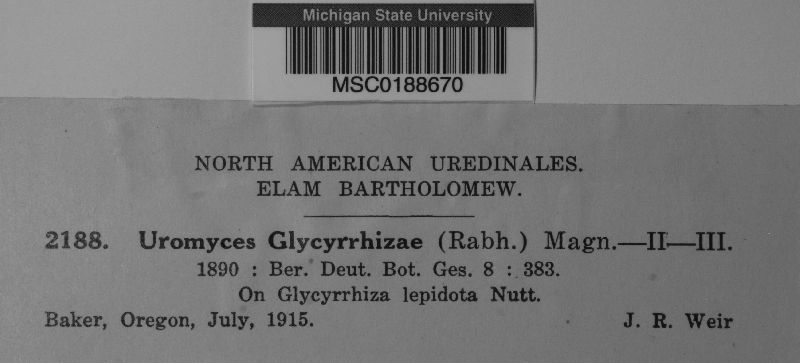 Michigan State University
MSC0188670
NORTH AMERICAN UREDINALES.
ELAM BARTHOLOMEW.
2188. Uromyces Glycyrrhizae (Rabh.) Magn.—II—III.
1890 : Ber. Deut. Bot. Ges. 8 : 383.
On Glycyrrhiza lepidota Nutt.
Baker, Oregon, July, 1915. J. R. Weir